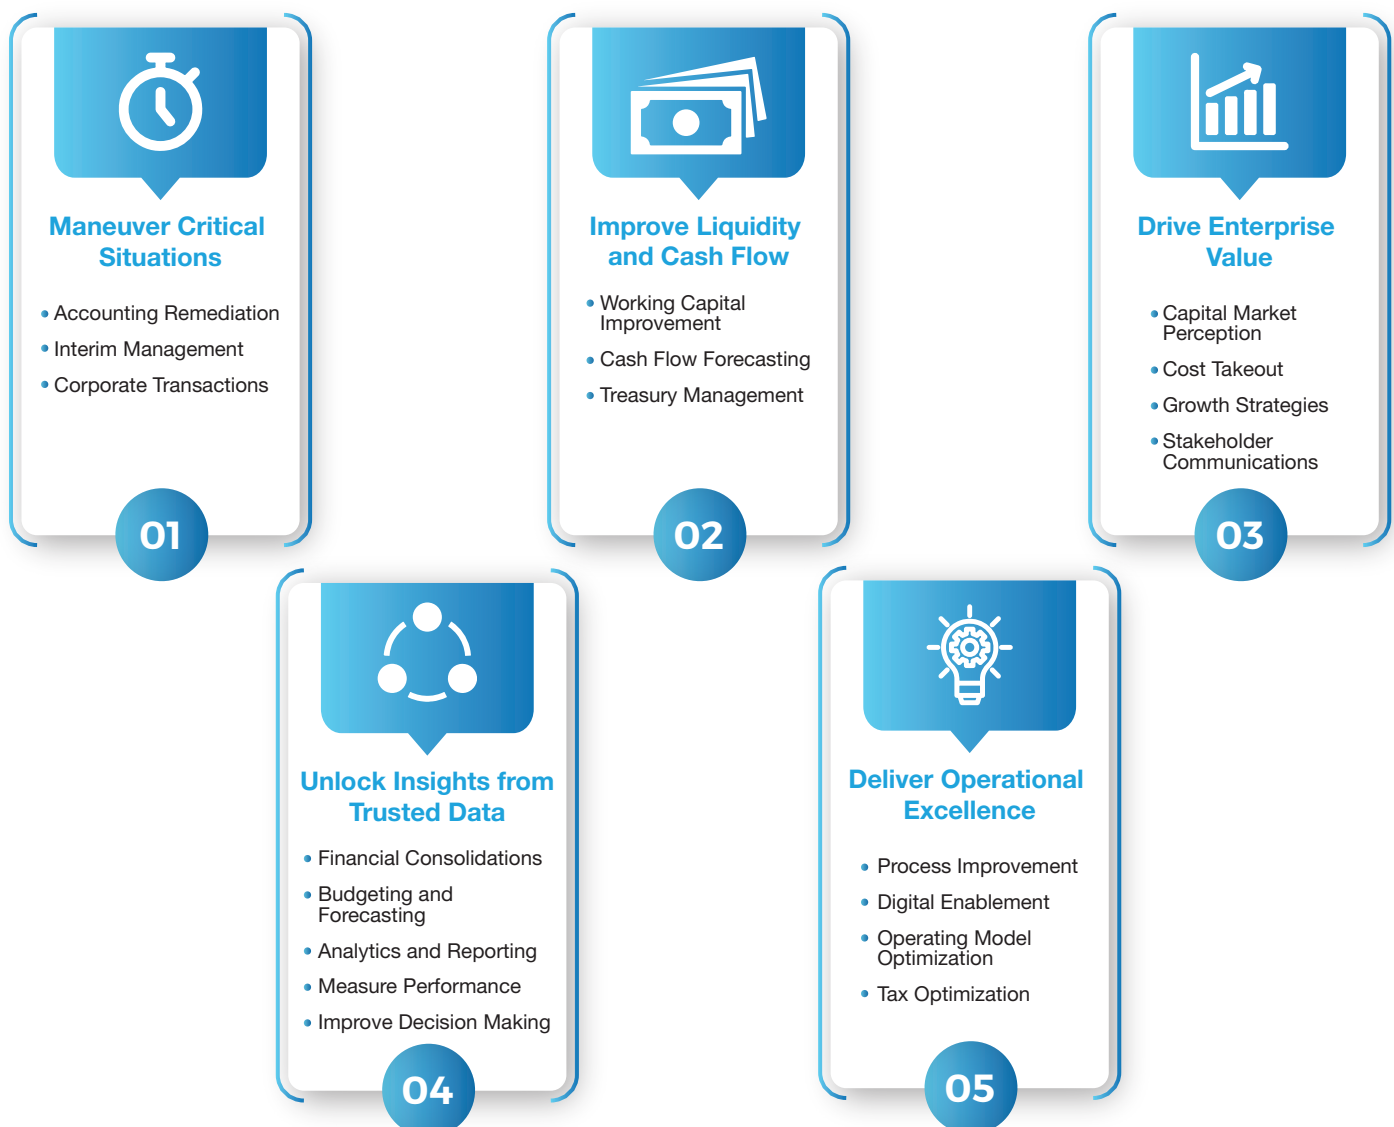 Maneuver Critical
Situations
• Accounting Remediation
• Interim Management
• Corporate Transactions
01
Improve Liquidity
and Cash Flow
• Working Capital
Improvement
• Cash Flow Forecasting
• Treasury Management
02
Drive Enterprise
Value
• Capital Market
Perception
• Cost Takeout
• Growth Strategies
• Stakeholder
Communications
03
Unlock Insights from
Trusted Data
• Financial Consolidations
• Budgeting and
Forecasting
• Analytics and Reporting
• Measure Performance
• Improve Decision Making
04
Deliver Operational
Excellence
• Process Improvement
• Digital Enablement
• Operating Model
Optimization
• Tax Optimization
05